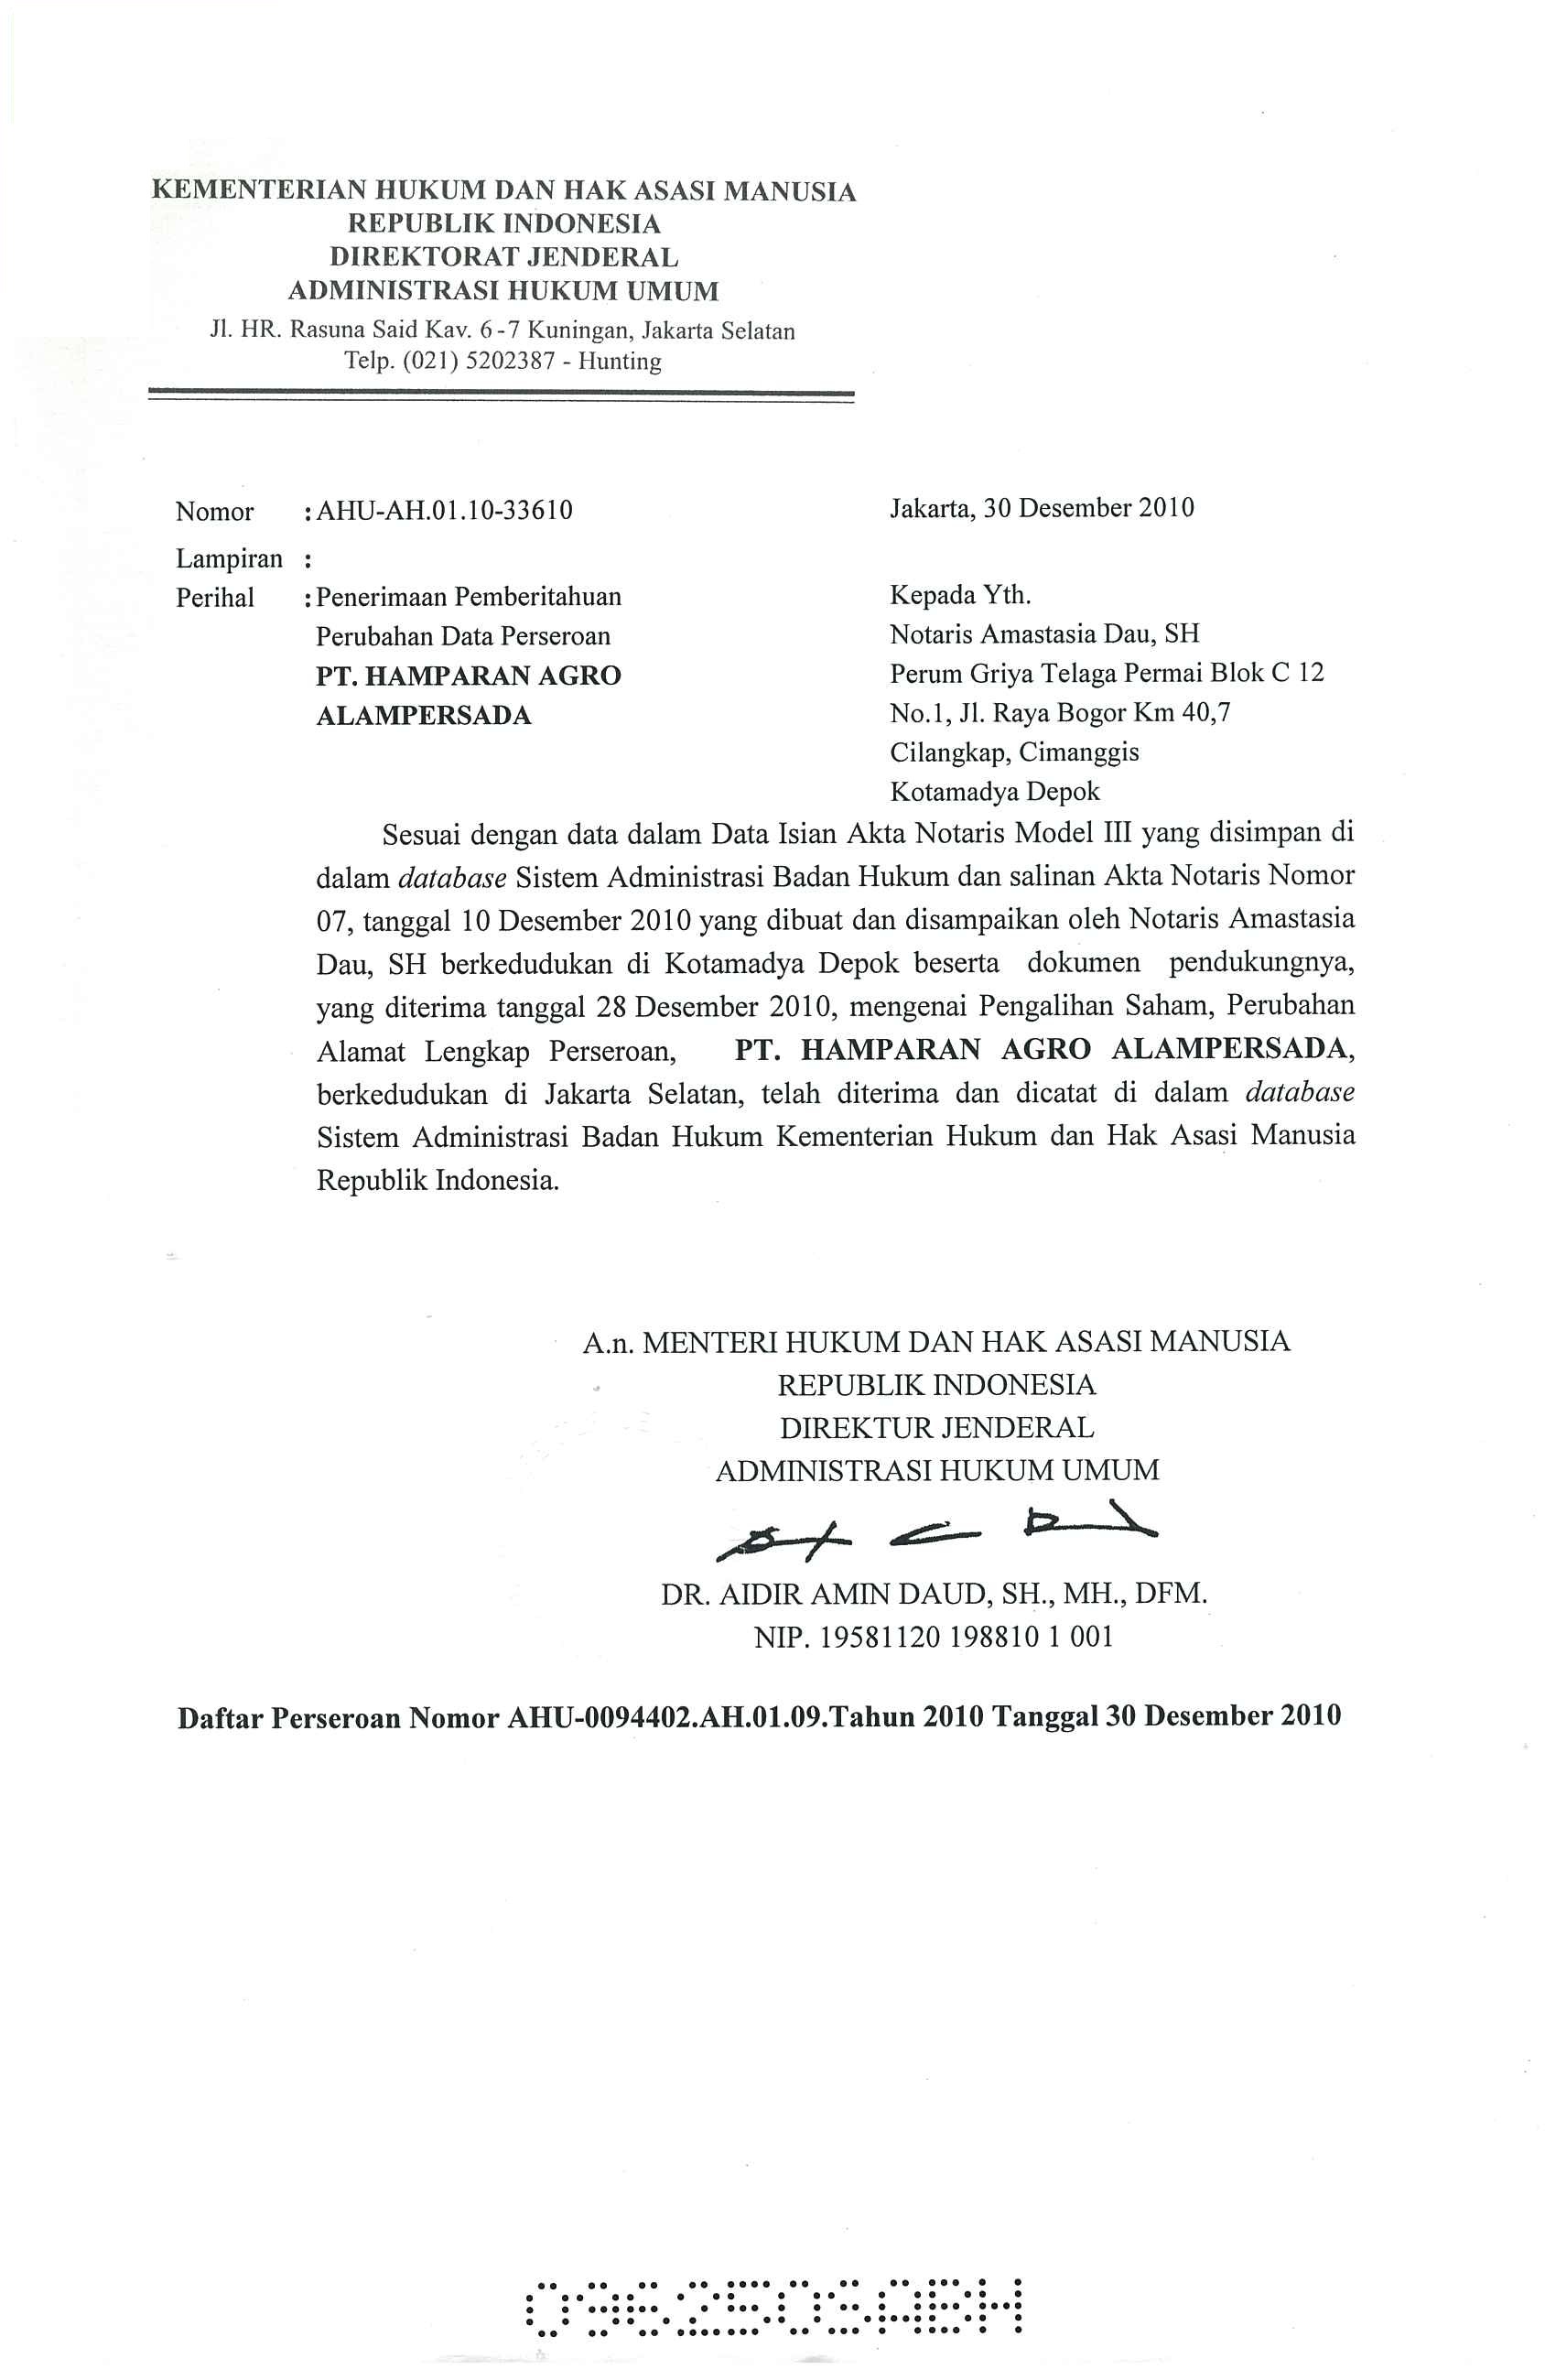 KEMENTERIAN HUKUM DAN HAK ASASI MANUSIA
REPUBLIK INDONESIA
DIREKTORAT JENDERAL
ADMINISTRASI HUKUM UMUM
Jl. HR. Rasuna Said Kav. 6-7 Kuningan, Jakarta Selatan
Telp. (021) 5202387 - Hunting
Nomor : AHU-AH.01.10-33610
Jakarta, 30 Desember 2010
Lampiran :
Perihal : Penerimaan Pemberitahuan
Perubahan Data Perseroan
PT. HAMPARAN AGRO
ALAMPERSADA
Kepada Yth.
Notaris Amastasia Dau, SH
Perum Griya Telaga Permai Blok C 12
No.1, Jl. Raya Bogor Km 40,7
Cilangkap, Cimanggis
Kotamadya Depok
Sesuai dengan data dalam Data Isian Akta Notaris Model III yang disimpan di
dalam database Sistem Administrasi Badan Hukum dan salinan Akta Notaris Nomor
07, tanggal 10 Desember 2010 yang dibuat dan disampaikan oleh Notaris Amastasia
Dau, SH berkedudukan di Kotamadya Depok beserta dokumen pendukungnya,
yang diterima tanggal 28 Desember 2010, mengenai Pengalihan Saham, Perubahan
Alamat Lengkap Perseroan, PT. HAMPARAN AGRO ALAMPERSADA,
berkedudukan di Jakarta Selatan, telah diterima dan dicatat di dalam database
Sistem Administrasi Badan Hukum Kementerian Hukum dan Hak Asasi Manusia
Republik Indonesia.
A.n. MENTERI HUKUM DAN HAK ASASI MANUSIA
REPUBLIK INDONESIA
DIREKTUR JENDERAL
ADMINISTRASI HUKUM UMUM
DR. AIDIR AMIN DAUD, SH., MH., DFM.
NIP. 19581120 198810 1 001
Daftar Perseroan Nomor AHU-0094402.AH.01.09.Tahun 2010 Tanggal 30 Desember 2010